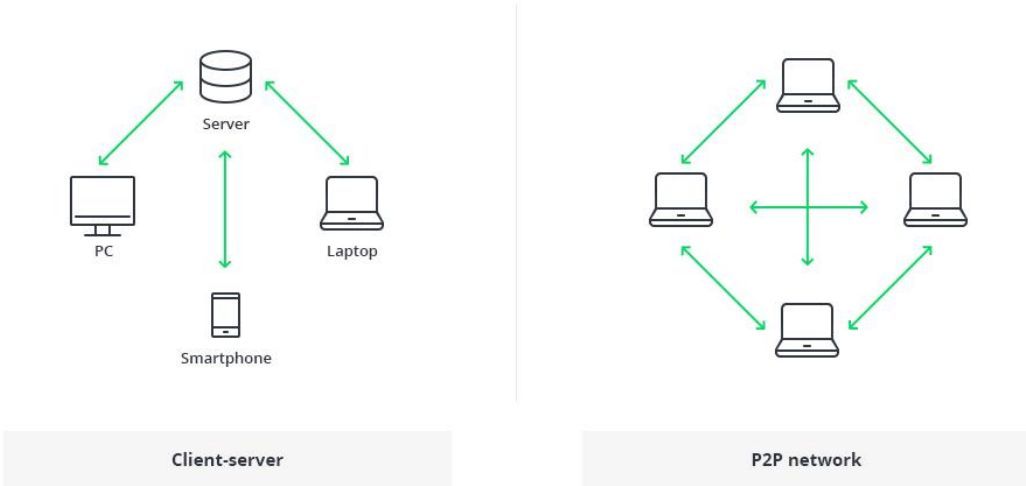 Server
PC
Laptop
Smartphone
Client-server
P2P network